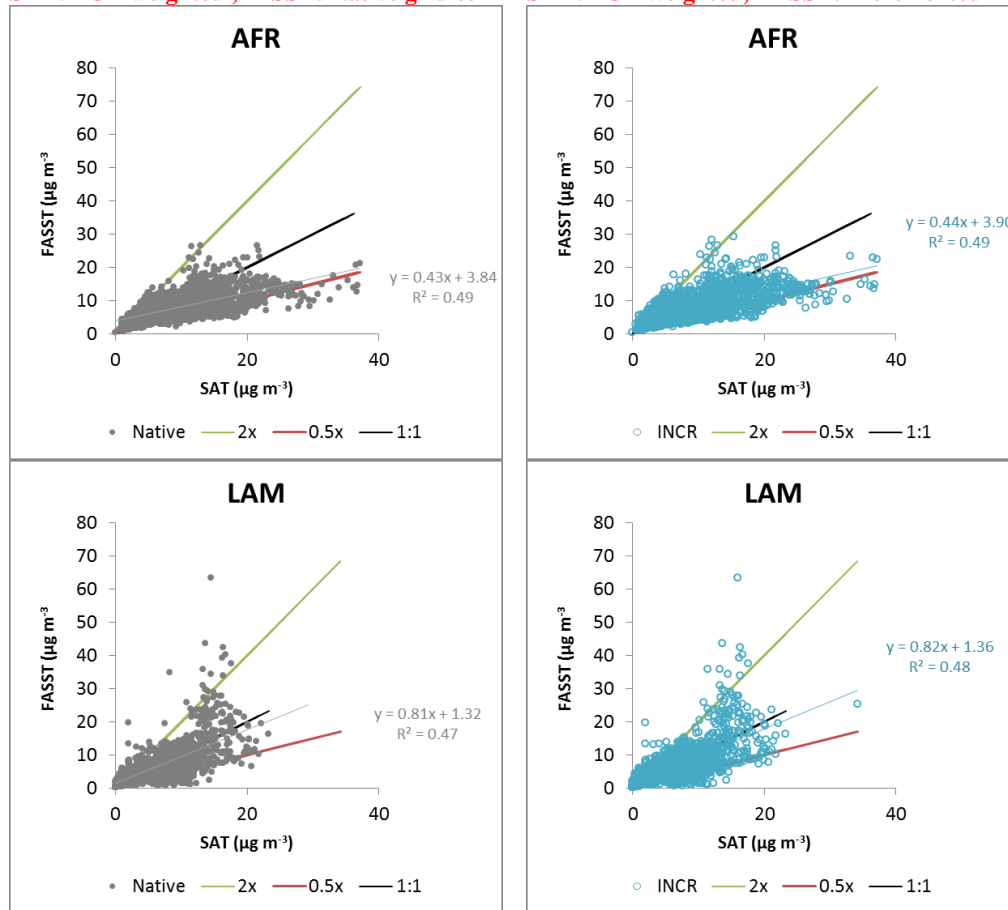 AFR
80
70
60
50
40
30
20
10
0
FASST (µg m⁻³)
y = 0.43x + 3.84
R² = 0.49
0 20 40
SAT (µg m⁻³)
Native 2x 0.5x 1:1
AFR
80
70
60
50
40
30
20
10
0
FASST (µg m⁻³)
y = 0.44x + 3.90
R² = 0.49
0 20 40
SAT (µg m⁻³)
INCR 2x 0.5x 1:1
LAM
80
70
60
50
40
30
20
10
0
FASST (µg m⁻³)
y = 0.81x + 1.32
R² = 0.47
0 20 40
SAT (µg m⁻³)
Native 2x 0.5x 1:1
LAM
80
70
60
50
40
30
20
10
0
FASST (µg m⁻³)
y = 0.82x + 1.36
R² = 0.48
0 20 40
SAT (µg m⁻³)
INCR 2x 0.5x 1:1